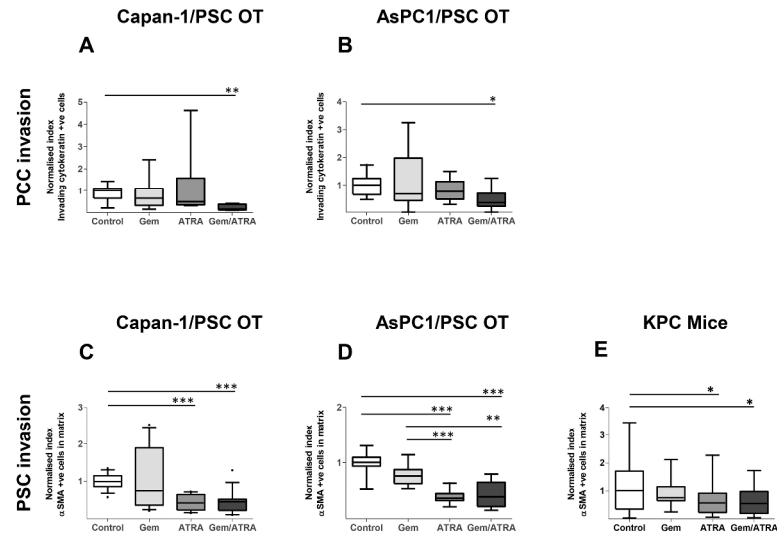 Capan-1/PSC OT
AsPC1/PSC OT
A
B
PCC invasion
Normalised index
Invading cytokeratin +ve cells
5
4
3
2
1
**
Control
Gem
ATRA
Gem/ATRA
Normalised index
Invading cytokeratin +ve cells
4
3
2
1
*
Control
Gem
ATRA
Gem/ATRA
Capan-1/PSC OT
AsPC1/PSC OT
KPC Mice
C
D
E
PSC invasion
Normalised index
α SMA +ve cells in matrix
3
2
1
***
***
Control
Gem
ATRA
Gem/ATRA
Normalised index
α SMA +ve cells in matrix
2
1
***
***
**
***
Control
Gem
ATRA
Gem/ATRA
Normalised index
α SMA +ve cells in matrix
4
3
2
1
*
*
Control
Gem
ATRA
Gem/ATRA